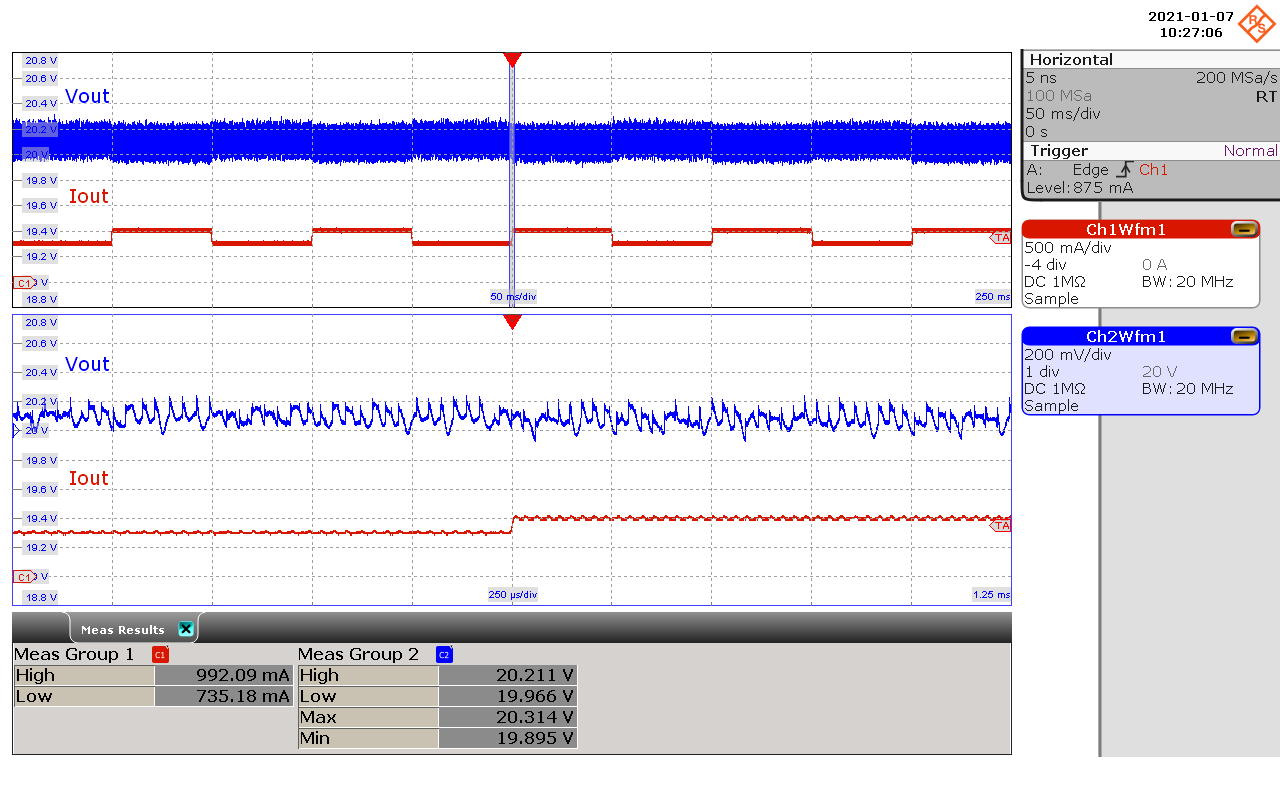 2021-01-07
10:27:06
R&S
Horizontal
5 ns 200 MSa/s
100 MSa RT
50 ms/div
0 s
Trigger Normal
A: Edge Ch1
Level: 875 mA
Ch1Wfm1
500 mA/div
-4 div 0 A
DC 1MΩ BW: 20 MHz
Sample
Ch2Wfm1
200 mV/div
1 div 20 V
DC 1MΩ BW: 20 MHz
Sample
20.8 V
20.6 V
20.4 V
Vout
20.2 V
20 V
19.8 V
19.6 V
Iout
19.4 V
TA
19.2 V
C1 V
18.8 V
50 ms/div
250 ms
20.8 V
20.6 V
Vout
20.4 V
20.2 V
20 V
19.8 V
Iout
19.6 V
19.4 V
TA
19.2 V
C1 V
18.8 V
250 µs/div
1.25 ms
Meas Results
Meas Group 1 C1
High 992.09 mA
Low 735.18 mA
Meas Group 2 C2
High 20.211 V
Low 19.966 V
Max 20.314 V
Min 19.895 V